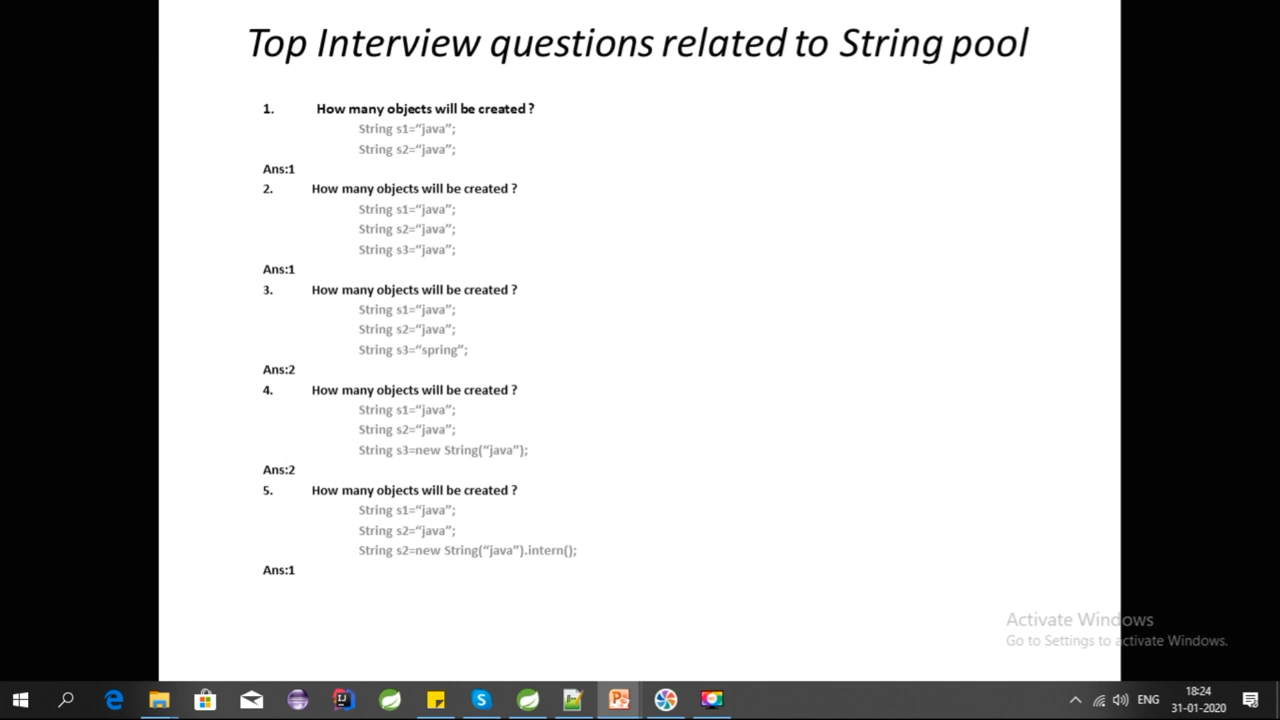 Top Interview questions related to String pool
1. How many objects will be created ?
String s1=“java”;
String s2=“java”;
Ans:1
2. How many objects will be created ?
String s1=“java”;
String s2=“java”;
String s3=“java”;
Ans:1
3. How many objects will be created ?
String s1=“java”;
String s2=“java”;
String s3=“spring”;
Ans:2
4. How many objects will be created ?
String s1=“java”;
String s2=“java”;
String s3=new String(“java”);
Ans:2
5. How many objects will be created ?
String s1=“java”;
String s2=“java”;
String s2=new String(“java”).intern();
Ans:1
Activate Windows
Go to Settings to activate Windows.
ENG
18:24
31-01-2020